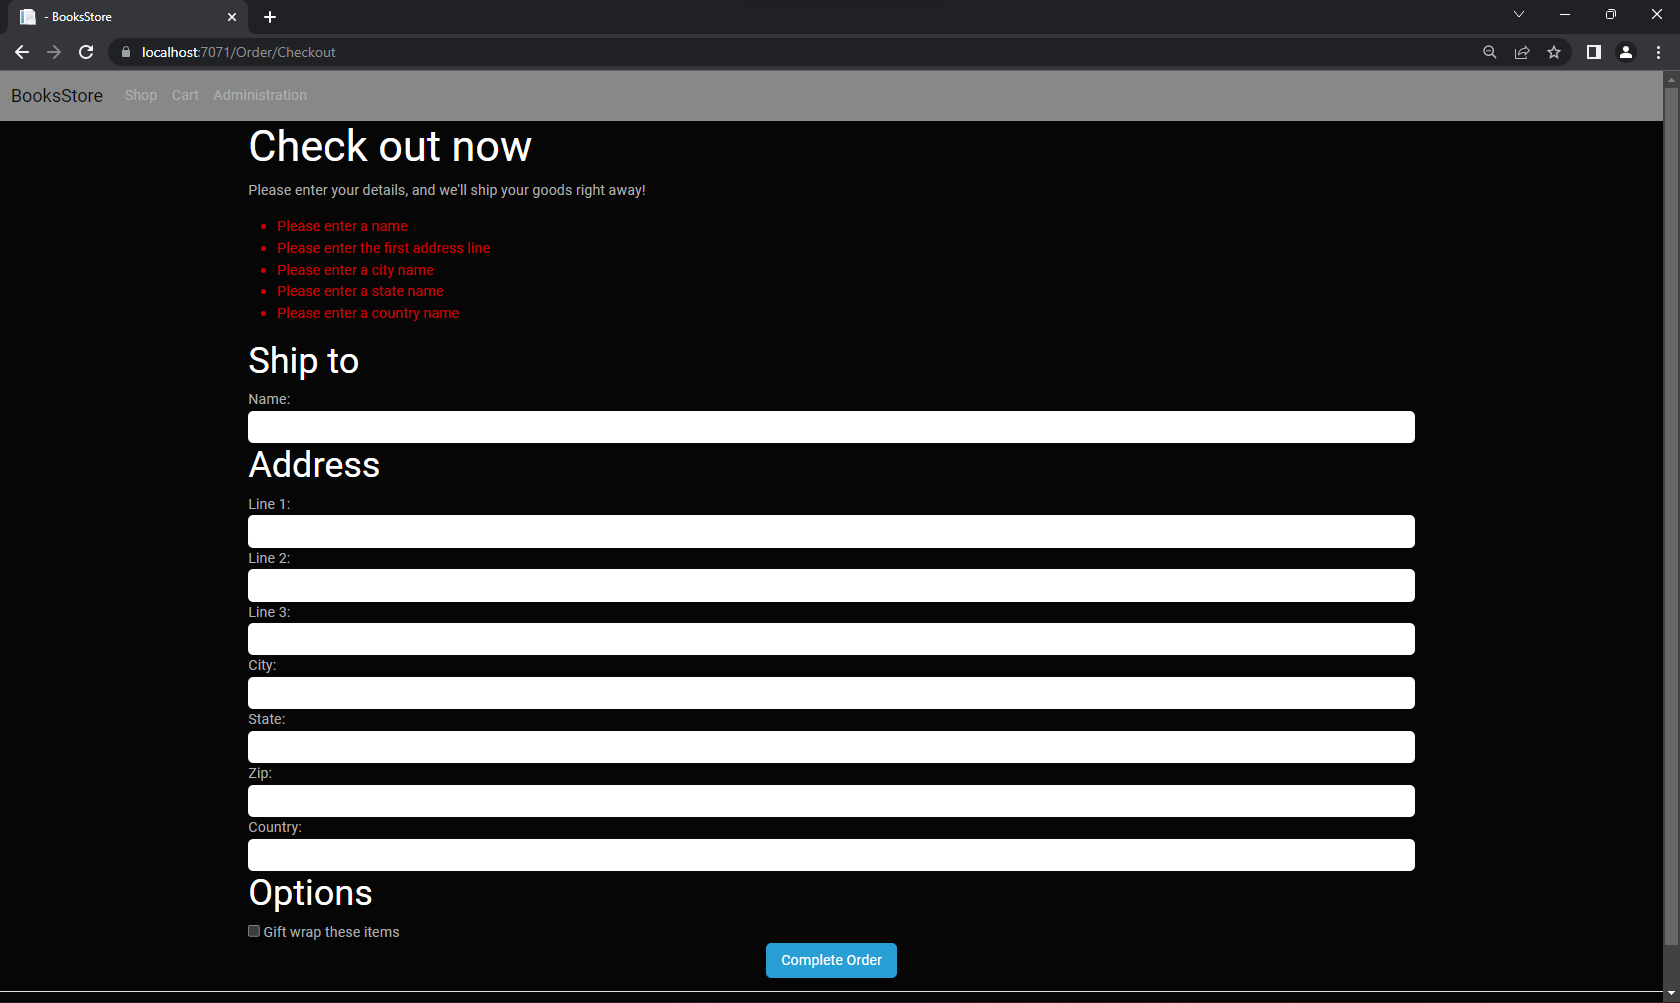 - BooksStore
localhost:7071/Order/Checkout
BooksStore Shop Cart Administration
Check out now
Please enter your details, and we'll ship your goods right away!
• Please enter a name
• Please enter the first address line
• Please enter a city name
• Please enter a state name
• Please enter a country name
Ship to
Name:
Address
Line 1:
Line 2:
Line 3:
City:
State:
Zip:
Country:
Options
Gift wrap these items
Complete Order